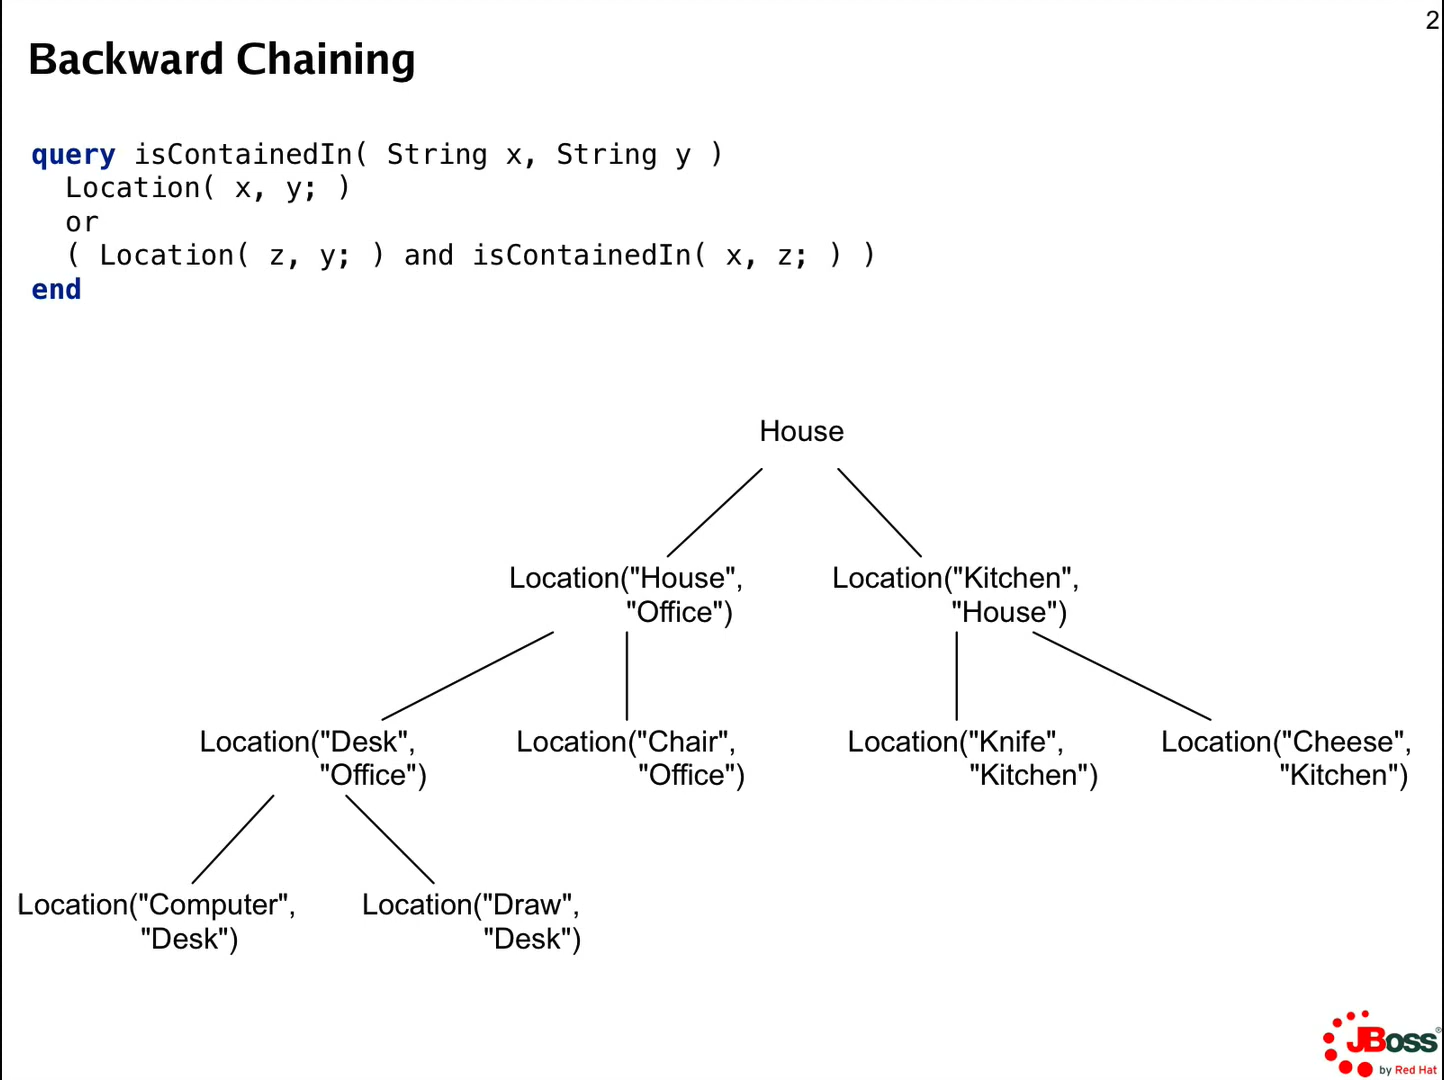 2
Backward Chaining
query isContainedIn( String x, String y )
Location( x, y; )
or
( Location( z, y; ) and isContainedIn( x, z; ) )
end
House
Location("House",
"Office")
Location("Kitchen",
"House")
Location("Desk",
"Office")
Location("Chair",
"Office")
Location("Knife",
"Kitchen")
Location("Cheese",
"Kitchen")
Location("Computer",
"Desk")
Location("Draw",
"Desk")
JBoss®
by Red Hat